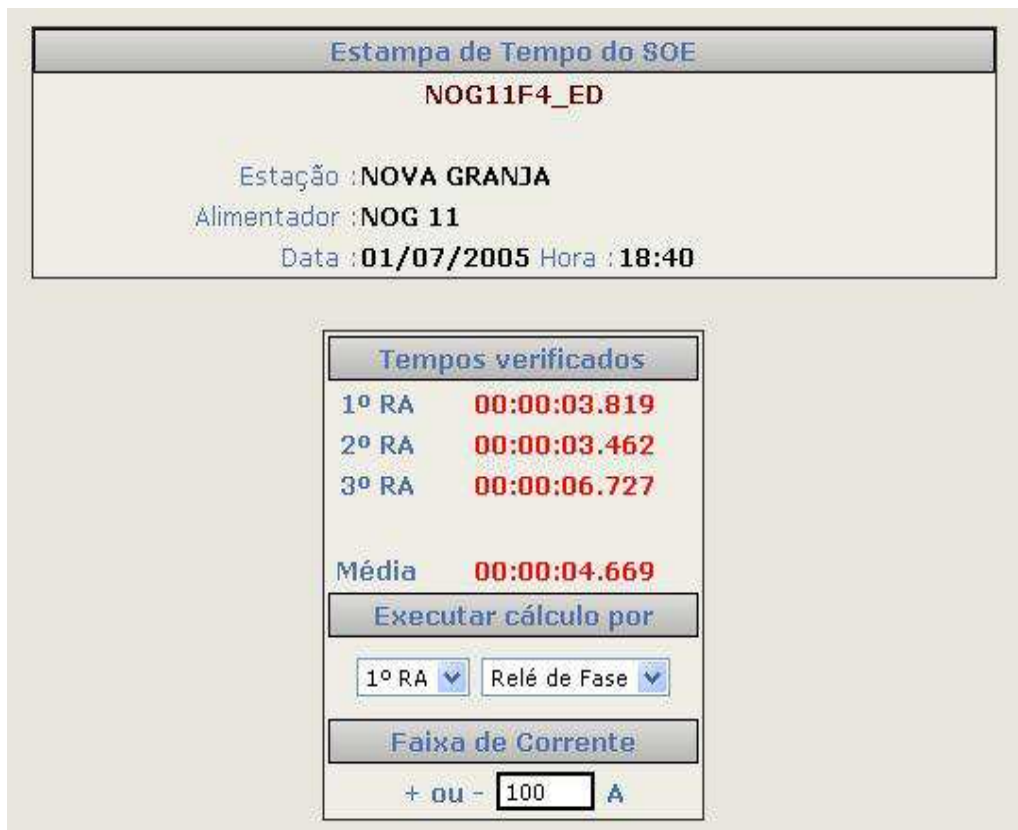 Estampa de Tempo do SOE
NOG11F4_ED
Estação : NOVA GRANJA
Alimentador : NOG 11
Data : 01/07/2005 Hora : 18:40
Tempos verificados
1º RA 00:00:03.819
2º RA 00:00:03.462
3º RA 00:00:06.727
Média 00:00:04.669
Executar cálculo por
1º RA Relé de Fase
Faixa de Corrente
+ ou - 100 A